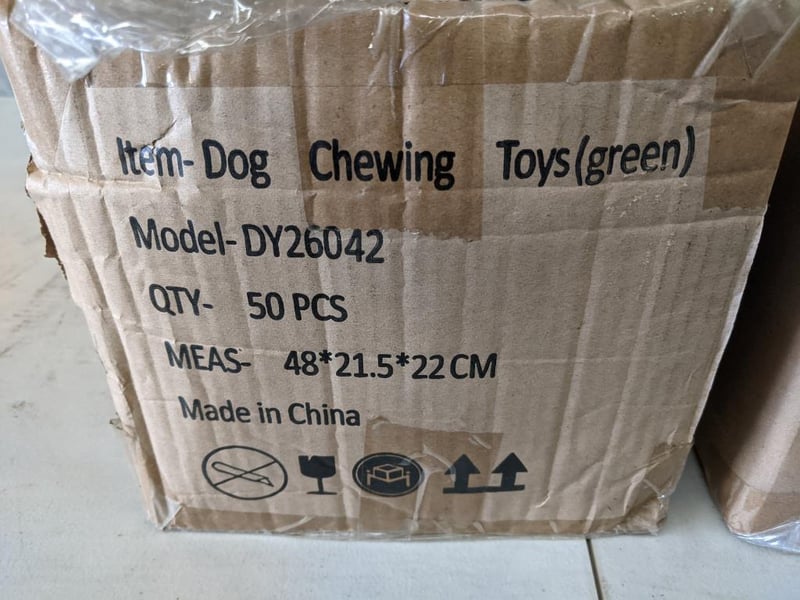 Item- Dog Chewing Toys(green)
Model- DY26042
QTY- 50 PCS
MEAS- 48*21.5*22 CM
Made in China